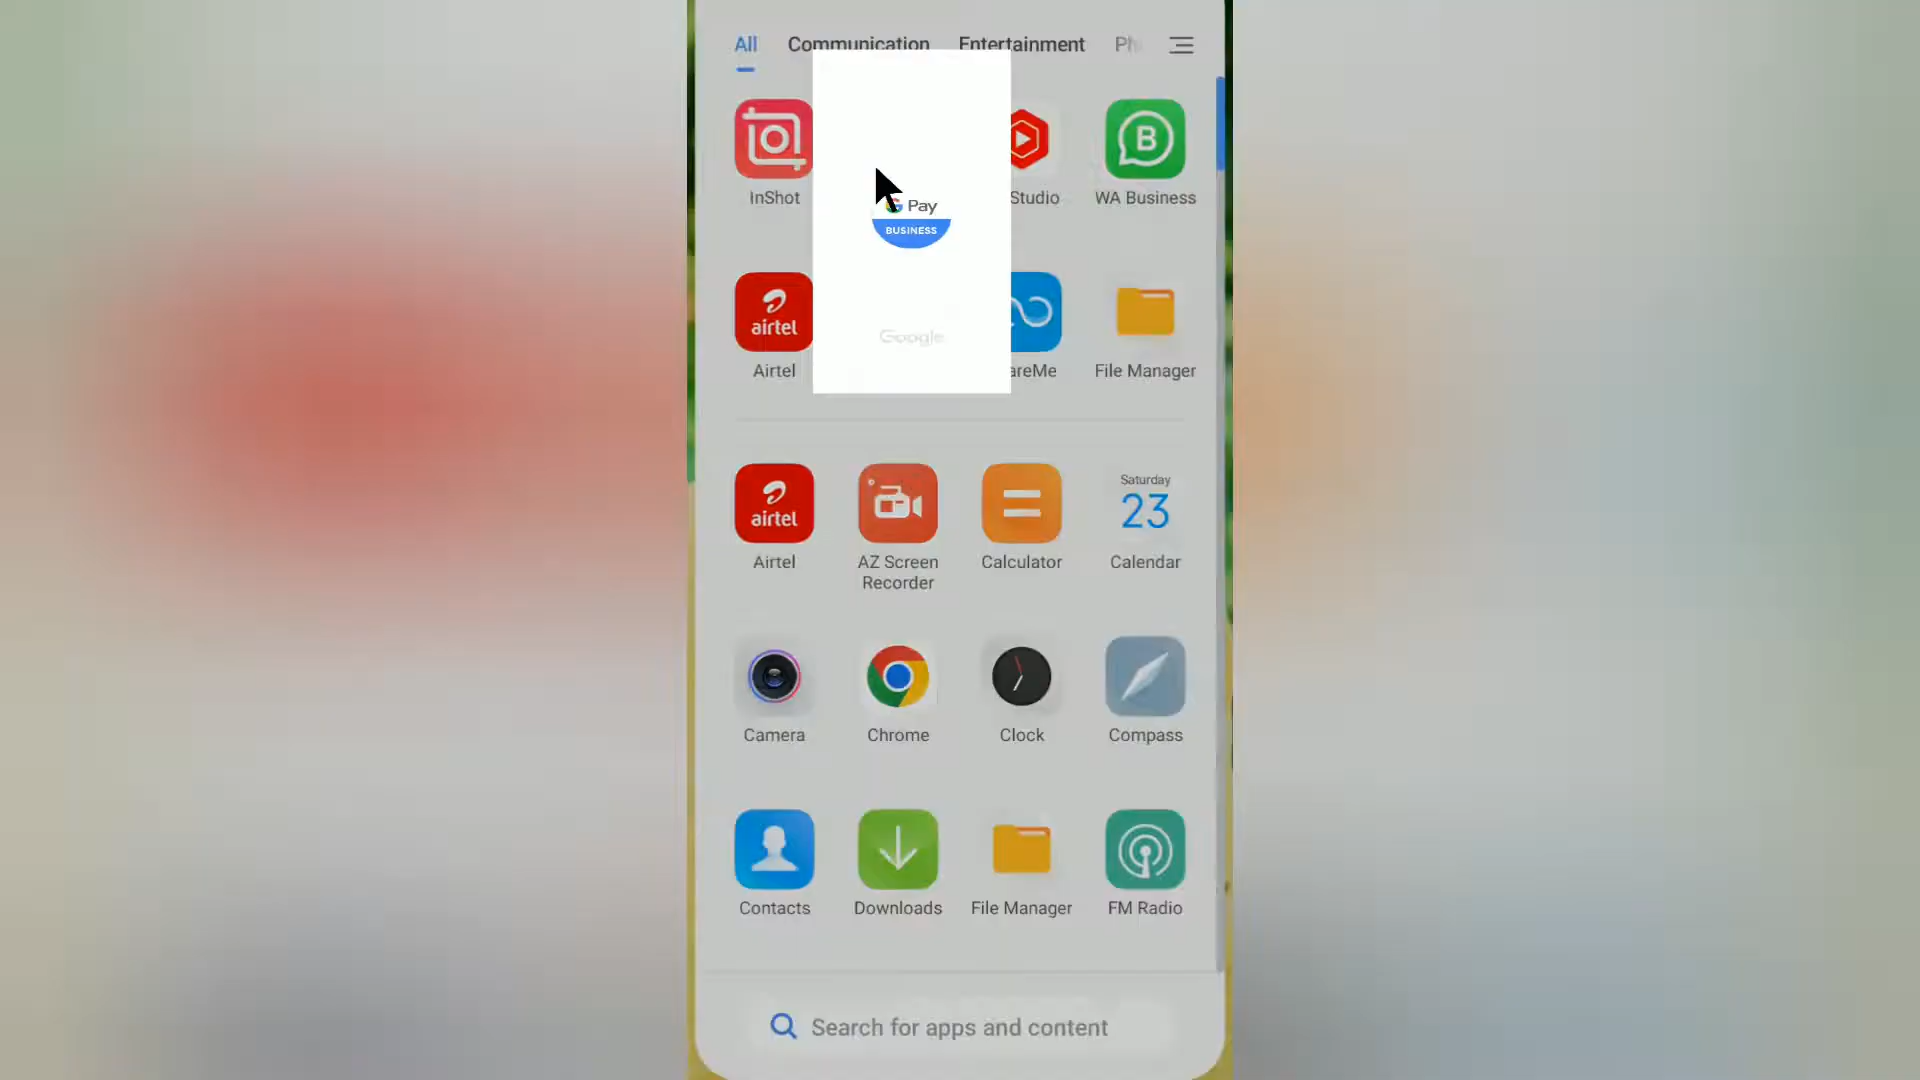 All Communication Entertainment Ph
InShot
Studio
WA Business
B
G Pay
BUSINESS
Google
airtel
Airtel
areMe
File Manager
airtel
Airtel
AZ Screen
Recorder
Calculator
Saturday
23
Calendar
Camera
Chrome
Clock
Compass
Contacts
Downloads
File Manager
FM Radio
Search for apps and content